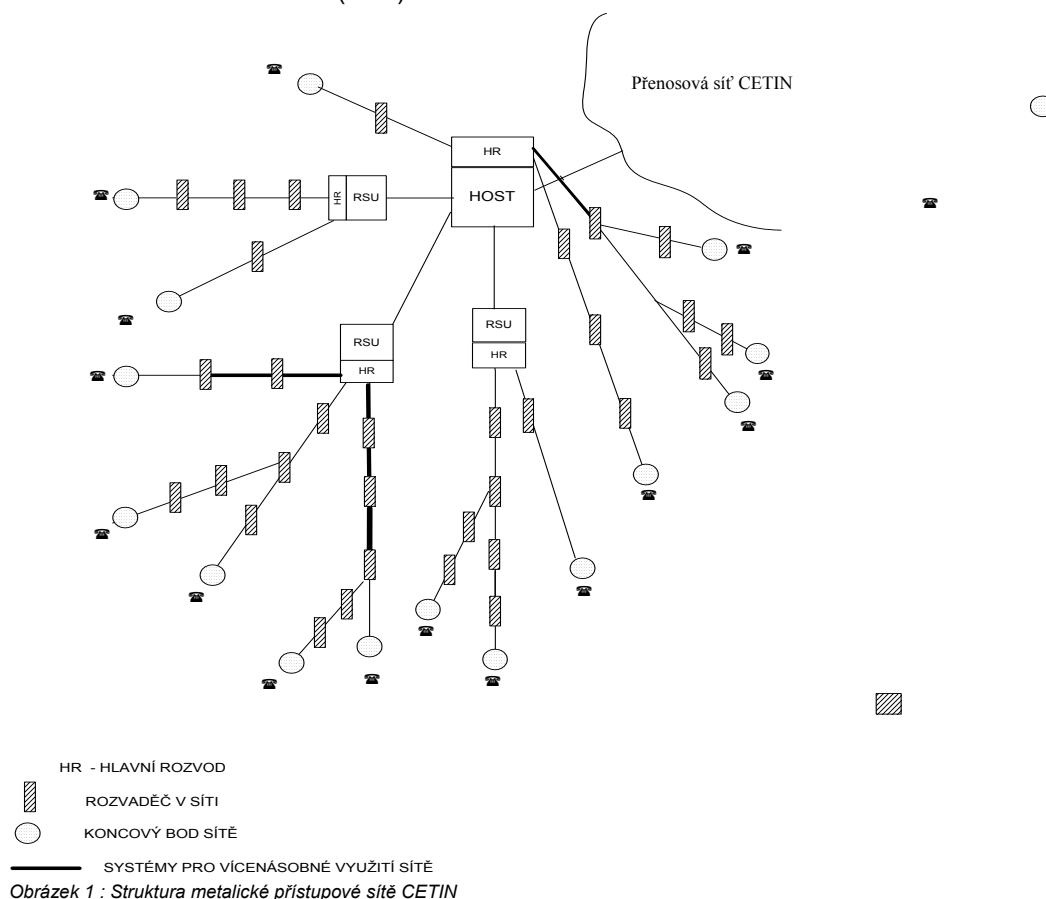 Přenosová síť CETIN
HR
HOST
HR
RSU
RSU
HR
RSU
HR
HR - HLAVNÍ ROZVOD
ROZVADĚČ V SÍTI
KONCOVÝ BOD SÍTĚ
SYSTÉMY PRO VÍCENÁSOBNÉ VYUŽITÍ SÍTĚ
Obrázek 1 : Struktura metalické přístupové sítě CETIN